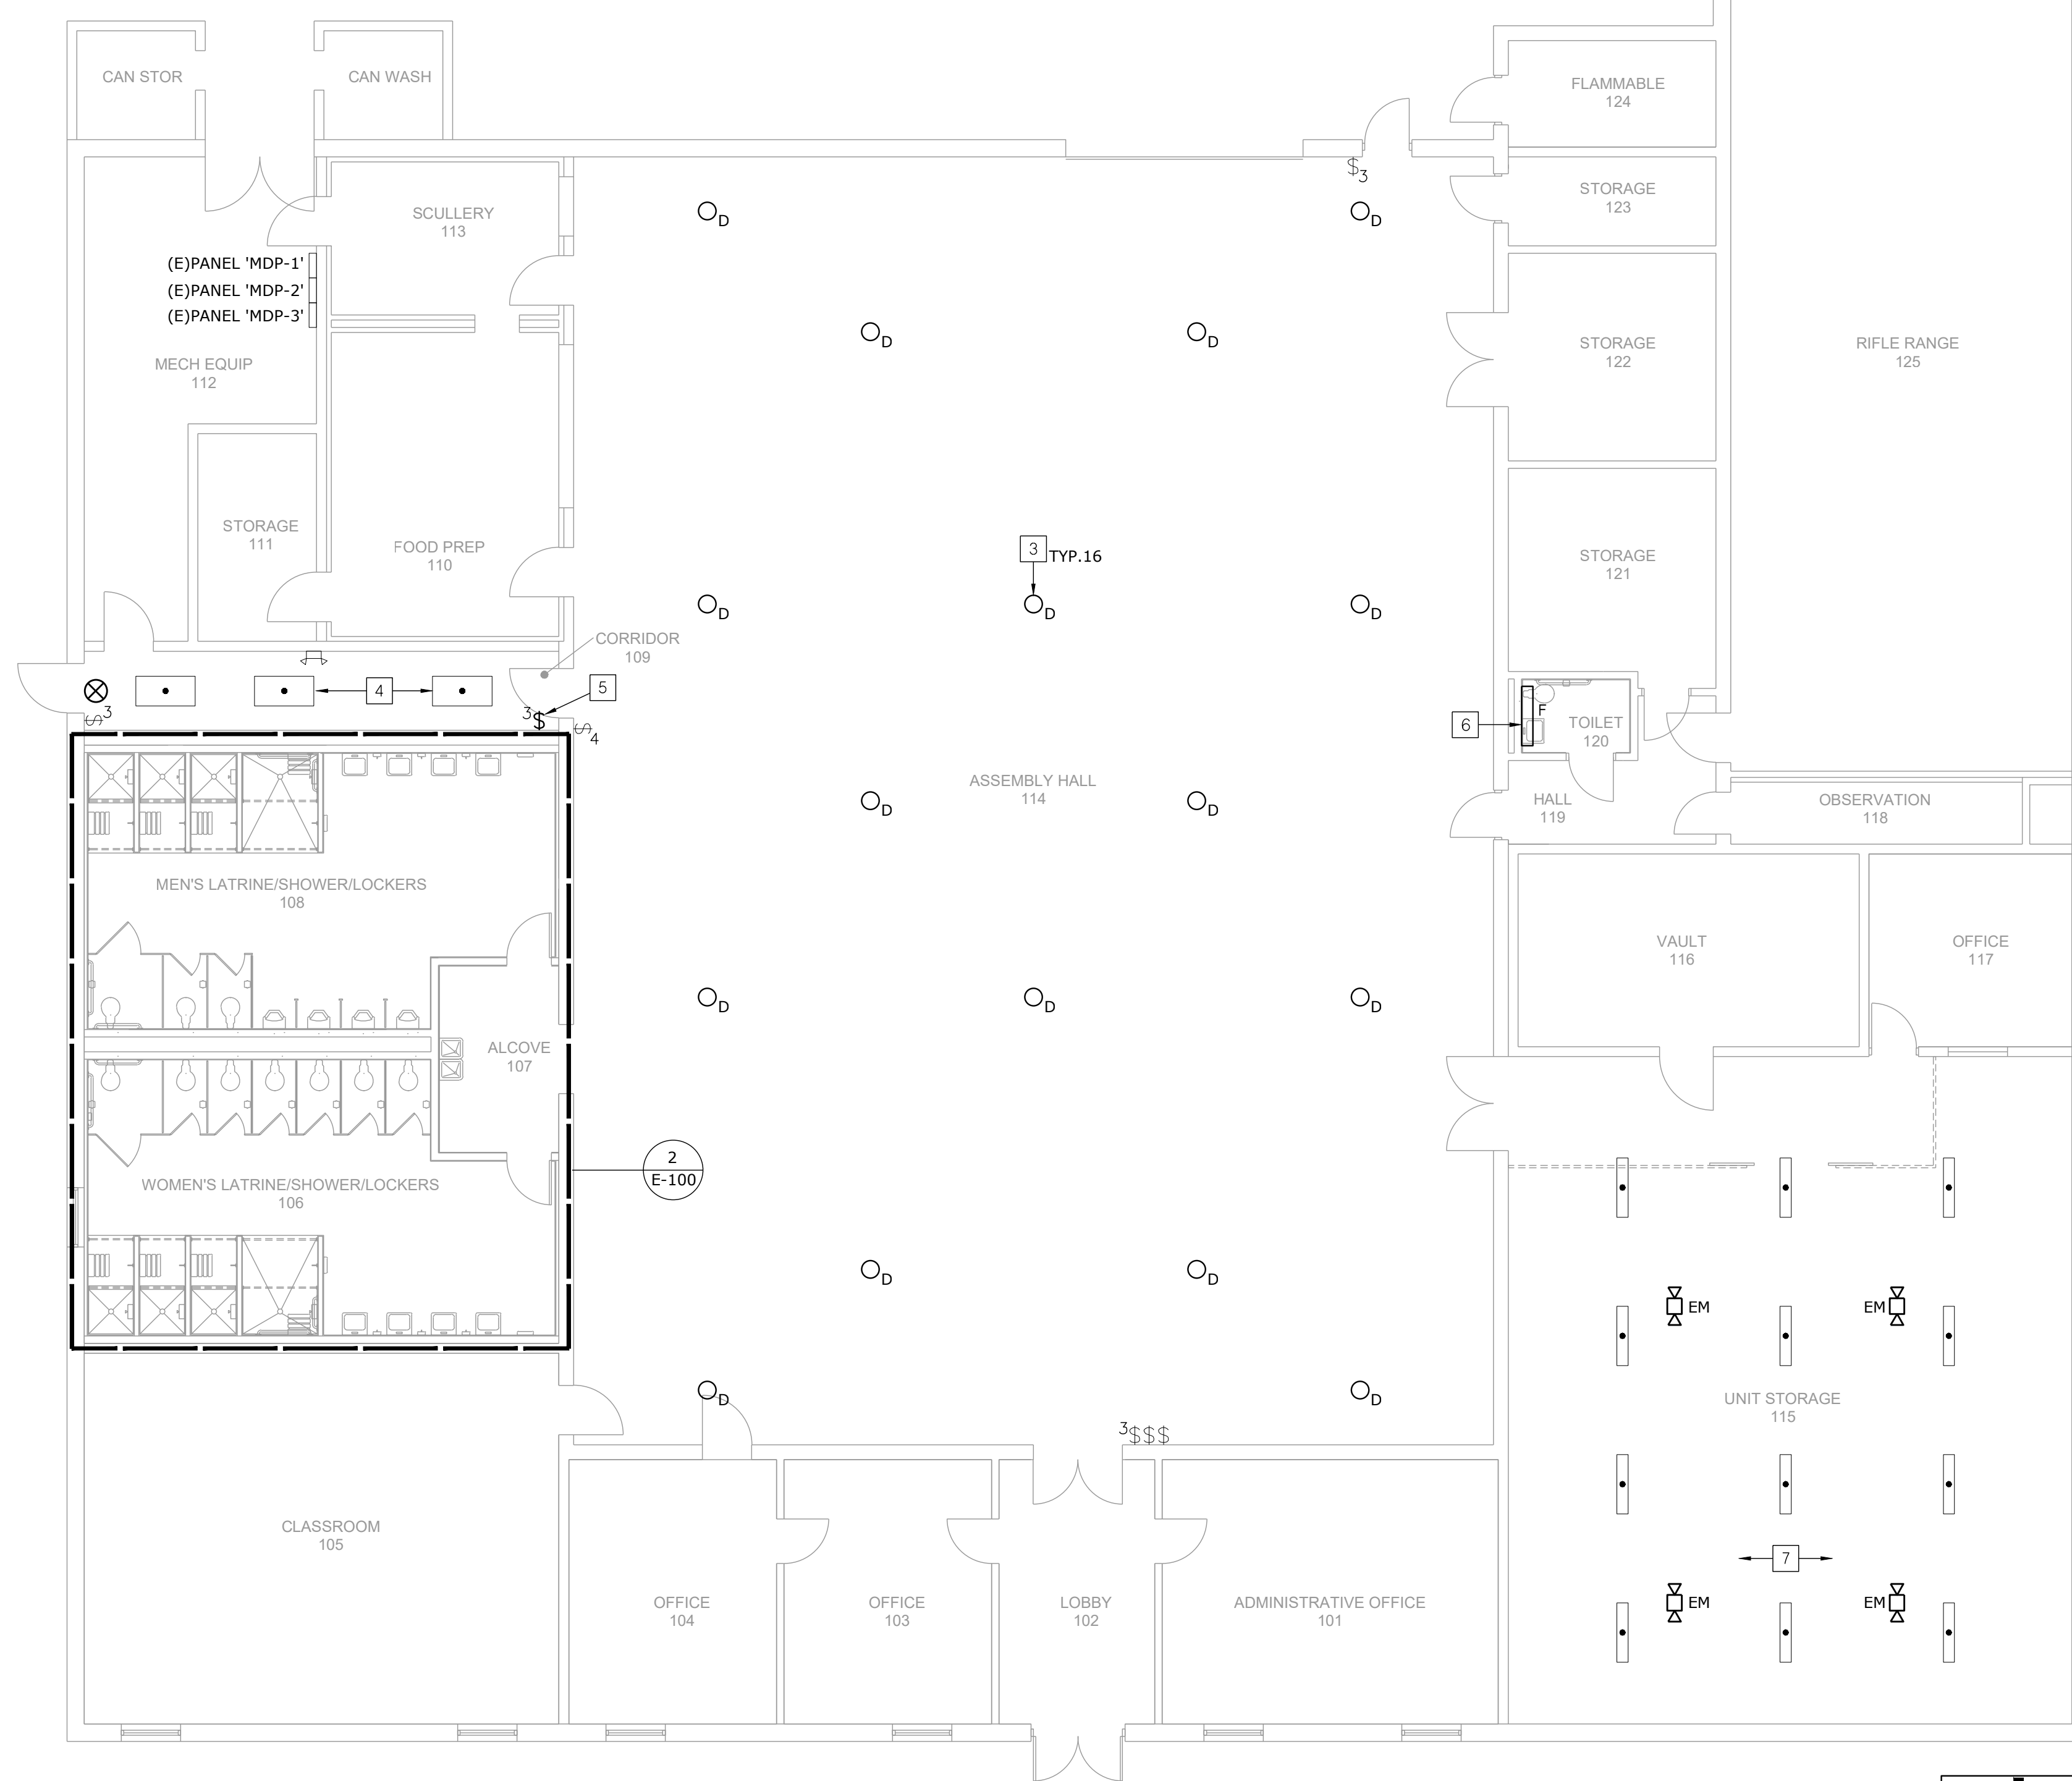 CAN STOR
CAN WASH
FLAMMABLE
124
$3
STORAGE
123
SCULLERY
113
D
D
(E)PANEL 'MDP-1'
(E)PANEL 'MDP-2'
(E)PANEL 'MDP-3'
D
D
STORAGE
122
RIFLE RANGE
125
MECH EQUIP
112
STORAGE
111
FOOD PREP
110
3 TYP.16
STORAGE
121
D
D
D
CORRIDOR
109
4
5
3
3$
$4
6
F
TOILET
120
ASSEMBLY HALL
114
D
D
HALL
119
OBSERVATION
118
MEN'S LATRINE/SHOWER/LOCKERS
108
VAULT
116
OFFICE
117
D
D
D
ALCOVE
107
2
E-100
WOMEN'S LATRINE/SHOWER/LOCKERS
106
D
D
EM
EM
D
D
UNIT STORAGE
115
3$$$
CLASSROOM
105
7
OFFICE
104
OFFICE
103
LOBBY
102
ADMINISTRATIVE OFFICE
101
EM
EM